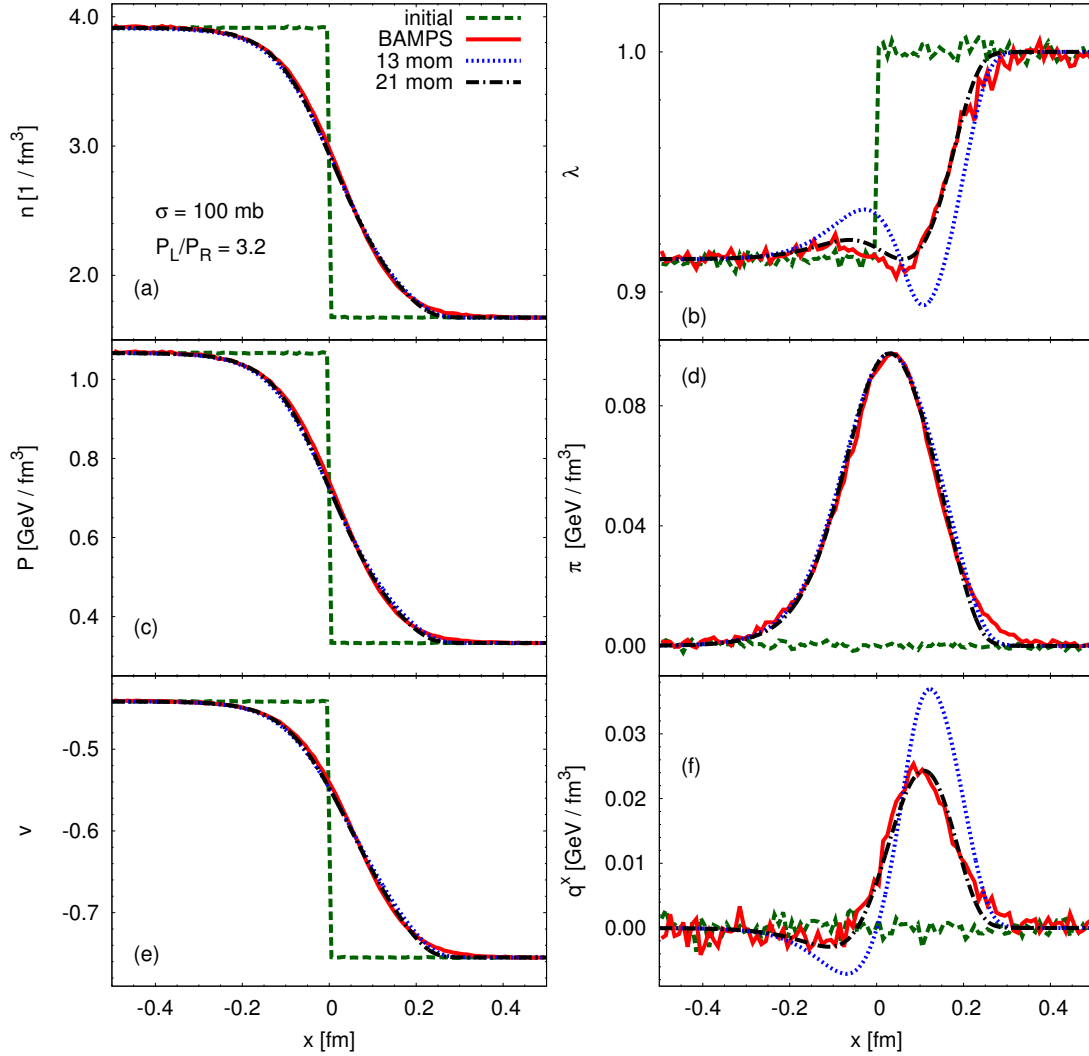 4.0
3.0
2.0
n [1 / fm³]
initial
BAMPS
13 mom
21 mom
σ = 100 mb
P_L/P_R = 3.2
(a)
1.0
0.9
λ
(b)
1.0
0.8
0.6
0.4
P [GeV / fm³]
(c)
0.08
0.04
0.00
π [GeV / fm³]
(d)
-0.5
-0.6
-0.7
v
(e)
-0.4 -0.2 0 0.2 0.4
x [fm]
0.03
0.02
0.01
0.00
qˣ [GeV / fm³]
(f)
-0.4 -0.2 0 0.2 0.4
x [fm]